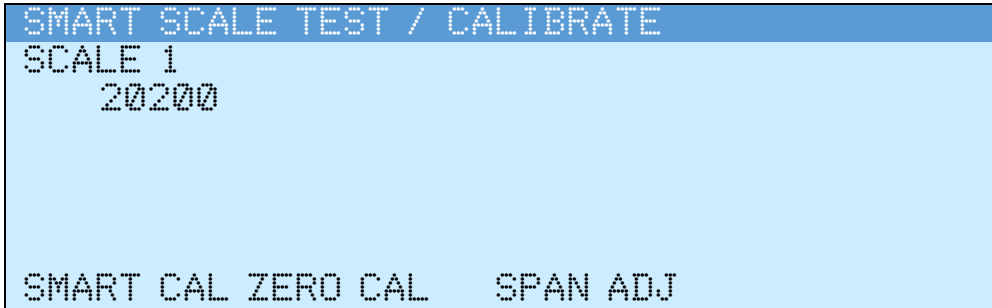 SMART SCALE TEST / CALIBRATE
SCALE 1
20200
SMART CAL ZERO CAL SPAN ADJ